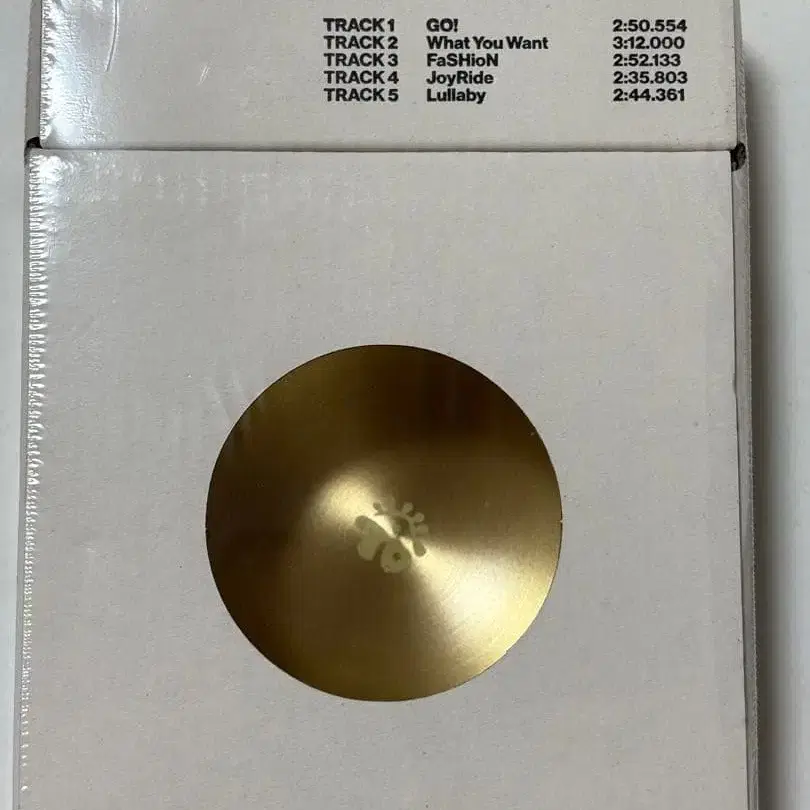 TRACK 1 GO! 2:50.554
TRACK 2 What You Want 3:12.000
TRACK 3 FaSHioN 2:52.133
TRACK 4 JoyRide 2:35.803
TRACK 5 Lullaby 2:44.361